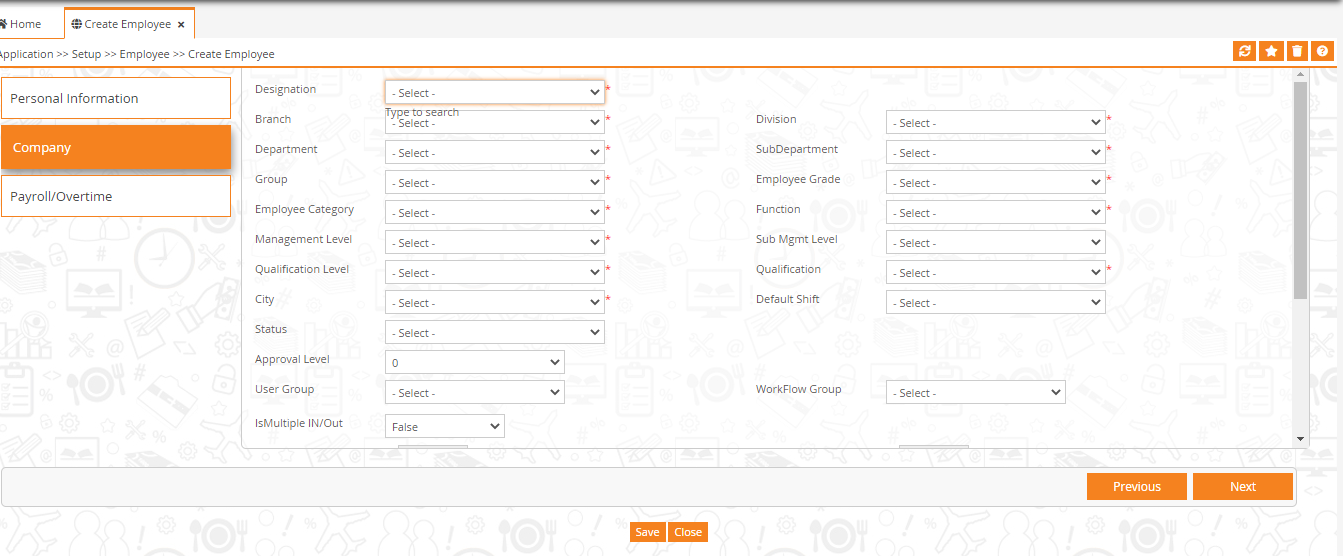 Home
Create Employee ×
Application >> Setup >> Employee >> Create Employee
Personal Information
Company
Payroll/Overtime
Designation - Select - *
Type to search
Branch - Select - * Division - Select - *
Department - Select - * SubDepartment - Select - *
Group - Select - * Employee Grade - Select - *
Employee Category - Select - * Function - Select - *
Management Level - Select - * Sub Mgmt Level - Select -
Qualification Level - Select - * Qualification - Select - *
City - Select - * Default Shift - Select -
Status - Select -
Approval Level 0
User Group - Select - WorkFlow Group - Select -
IsMultiple IN/Out False
Previous Next
Save Close